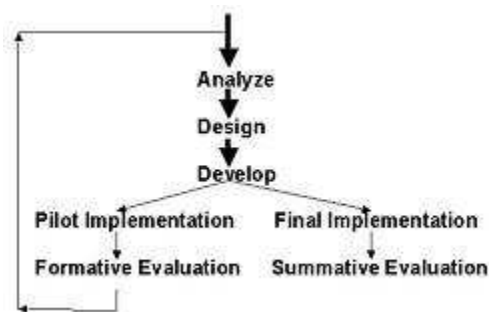 Analyze
Design
Develop
Pilot Implementation Final Implementation
Formative Evaluation Summative Evaluation